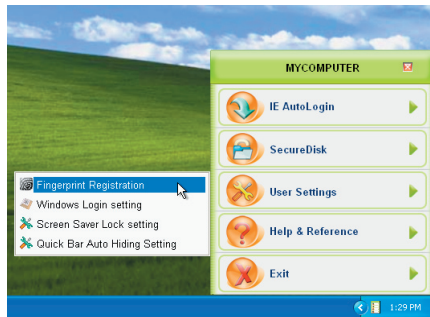 MYCOMPUTER
IE AutoLogin
SecureDisk
User Settings
Help & Reference
Exit
Fingerprint Registration
Windows Login setting
Screen Saver Lock setting
Quick Bar Auto Hiding Setting
1:29 PM